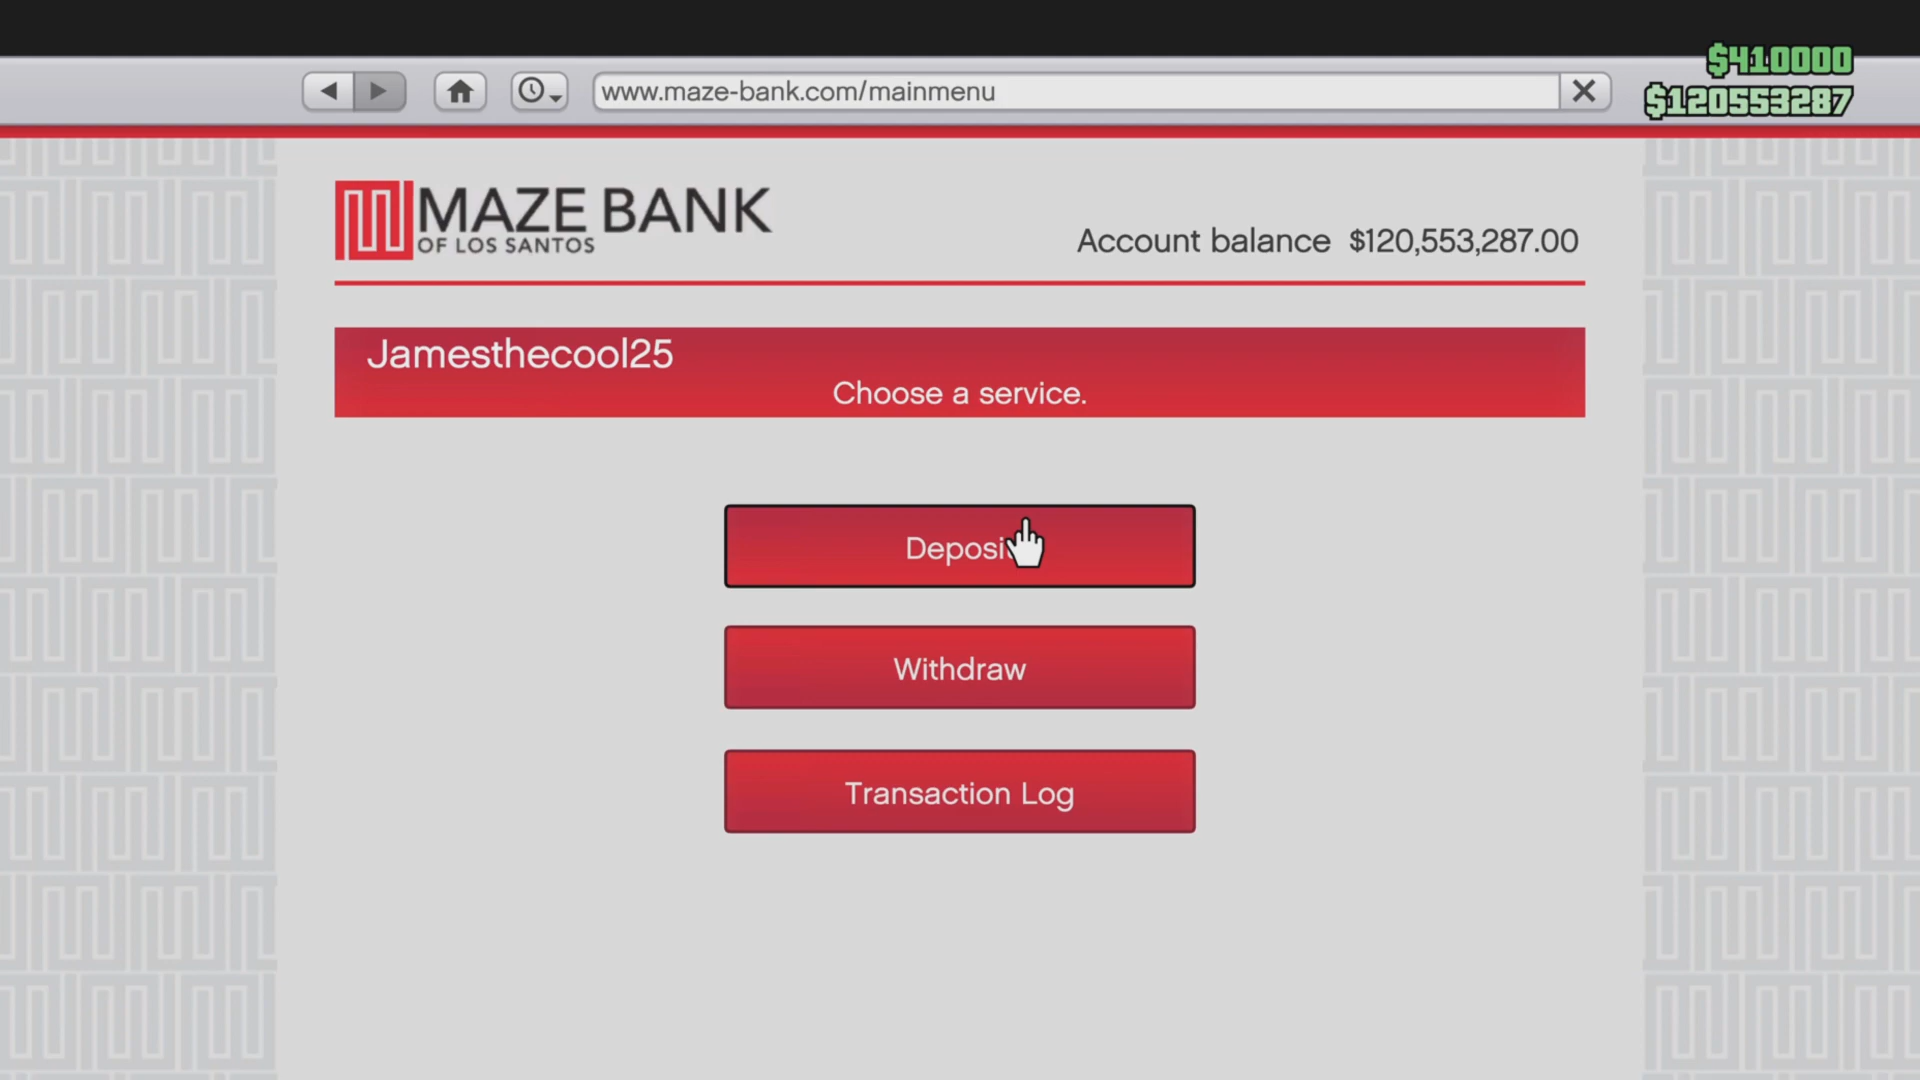 $410000
www.maze-bank.com/mainmenu
$120553287
MAZE BANK
OF LOS SANTOS
Account balance $120,553,287.00
Jamesthecool25
Choose a service.
Deposit
Withdraw
Transaction Log